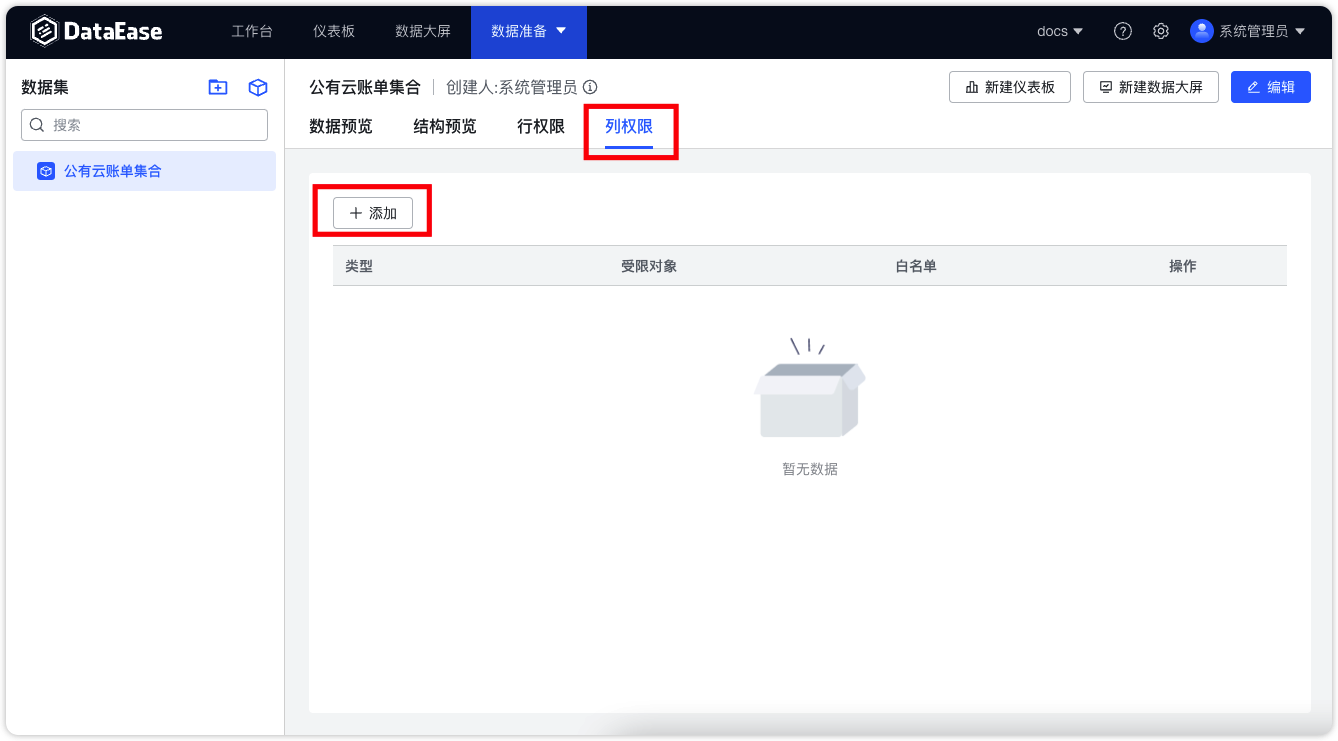 DataEase 工作台 仪表板 数据大屏 数据准备 docs 系统管理员
数据集
搜索
公有云账单集合
公有云账单集合 创建人:系统管理员 新建仪表板 新建数据大屏 编辑
数据预览 结构预览 行权限 列权限
添加
类型 受限对象 白名单 操作
暂无数据